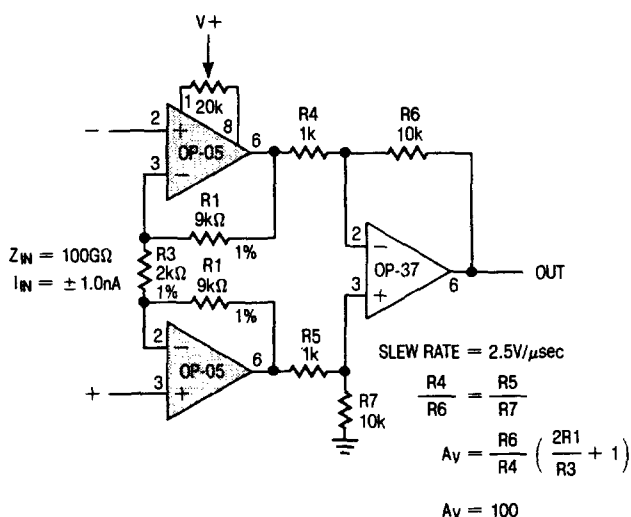 V+
1
20k
8
− 2 +
OP-05
6
3 −
R4
1k
R6
10k
R1
9kΩ
1%
ZIN = 100GΩ
IIN = ± 1.0nA
R3
2kΩ
1%
R1
9kΩ
1%
2 −
OP-37
6
3 +
OUT
2 −
OP-05
6
+ 3 +
R5
1k
R7
10k
SLEW RATE = 2.5V/µsec
R4/R6 = R5/R7
AV = R6/R4 ( 2R1/R3 + 1 )
AV = 100